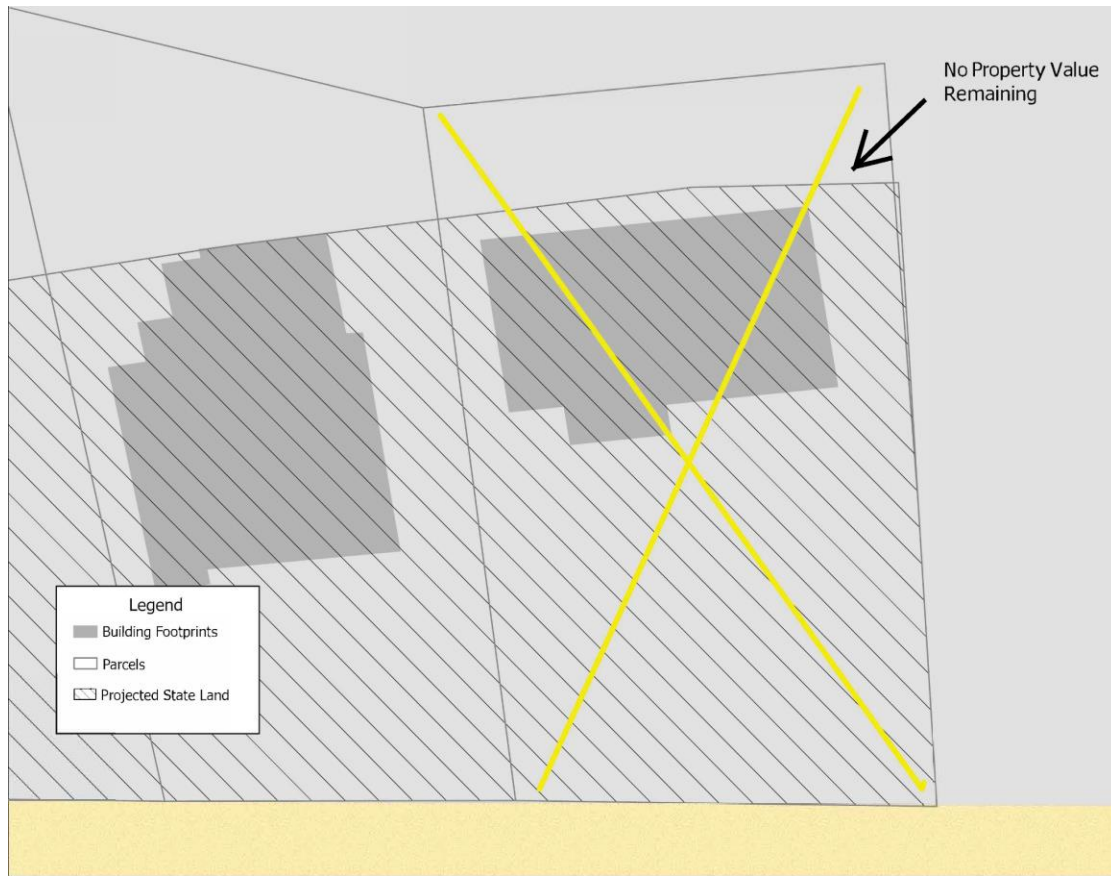 No Property Value
Remaining
Legend
Building Footprints
Parcels
Projected State Land